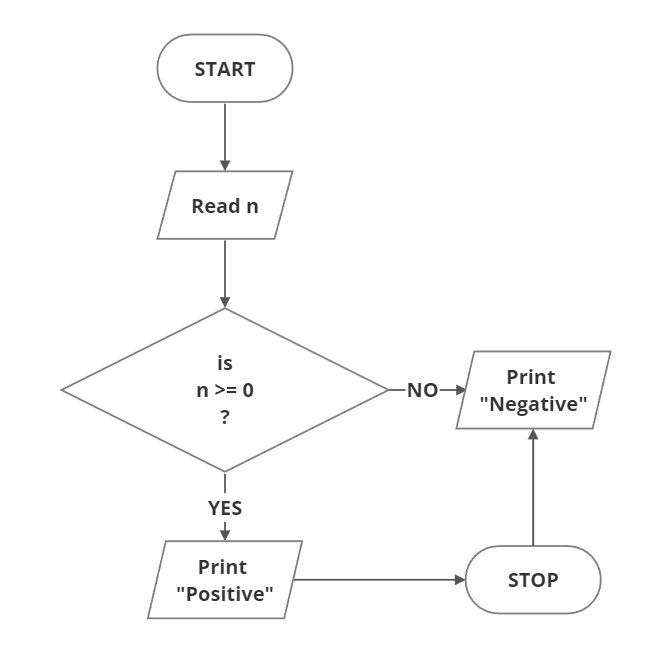 START
Read n
is
n >= 0
?
NO
Print
"Negative"
YES
Print
"Positive"
STOP